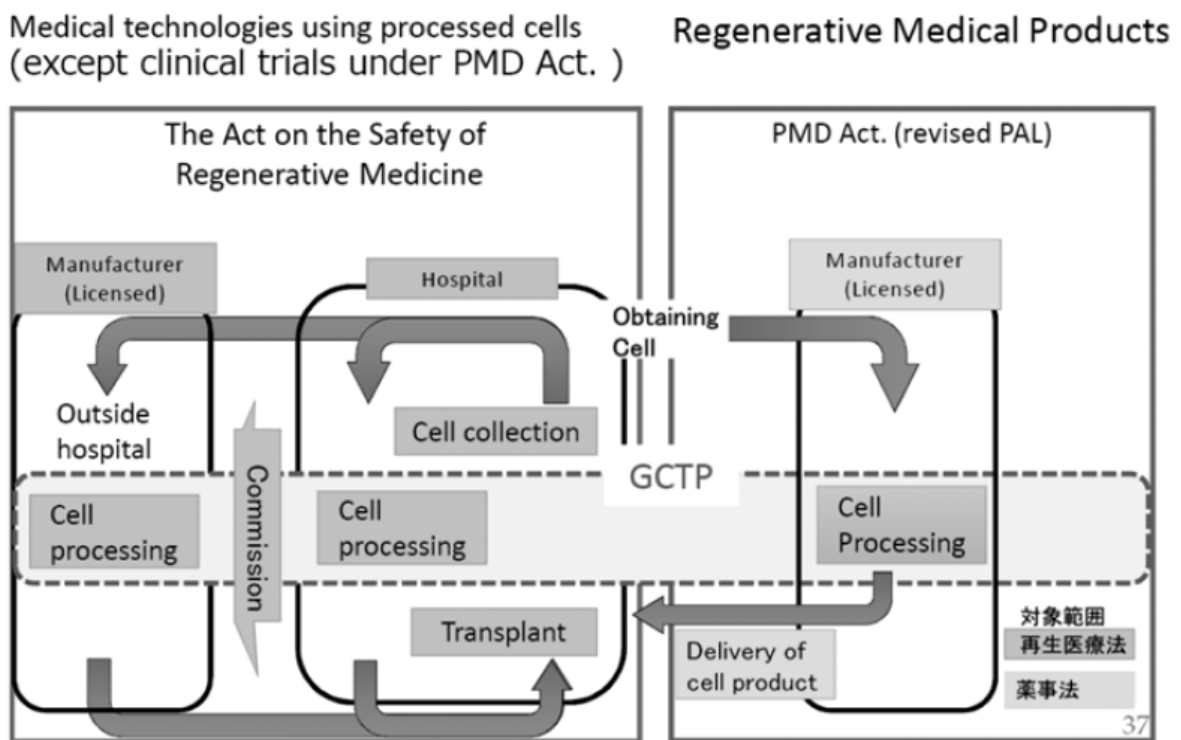 Medical technologies using processed cells
(except clinical trials under PMD Act. )
Regenerative Medical Products
The Act on the Safety of
Regenerative Medicine
PMD Act. (revised PAL)
Manufacturer
(Licensed)
Hospital
Manufacturer
(Licensed)
Obtaining
Cell
Outside
hospital
Cell collection
Commission
GCTP
Cell
processing
Cell
processing
Cell
Processing
Transplant
Delivery of
cell product
対象範囲
再生医療法
薬事法
37